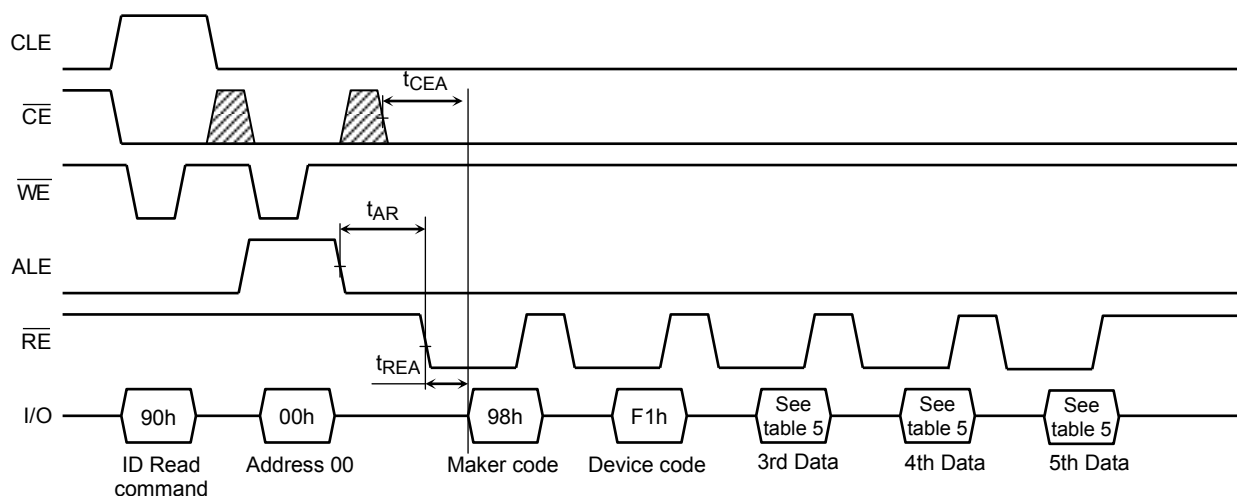 CLE
tCEA
CE
WE
tAR
ALE
RE
tREA
I/O
90h
00h
98h
F1h
See
table 5
See
table 5
See
table 5
ID Read
command
Address 00
Maker code
Device code
3rd Data
4th Data
5th Data